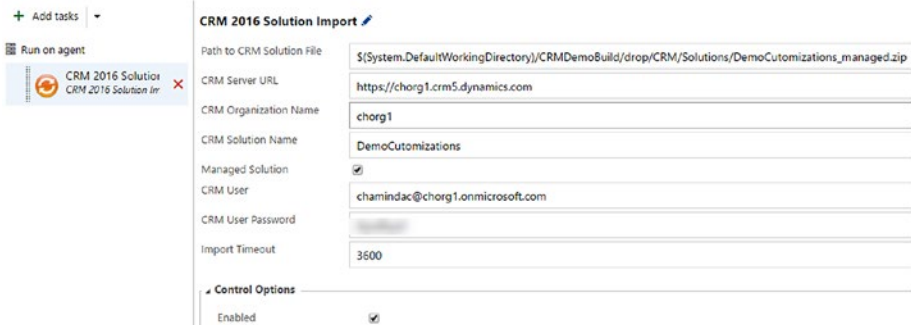 + Add tasks
CRM 2016 Solution Import
Run on agent
Path to CRM Solution File
$(System.DefaultWorkingDirectory)/CRMDemoBuild/drop/CRM/Solutions/DemoCutomizations_managed.zip
CRM 2016 Solution
CRM 2016 Solution Im
CRM Server URL
https://chorg1.crm5.dynamics.com
CRM Organization Name
chorg1
CRM Solution Name
DemoCutomizations
Managed Solution
CRM User
chamindac@chorg1.onmicrosoft.com
CRM User Password
Import Timeout
3600
Control Options
Enabled